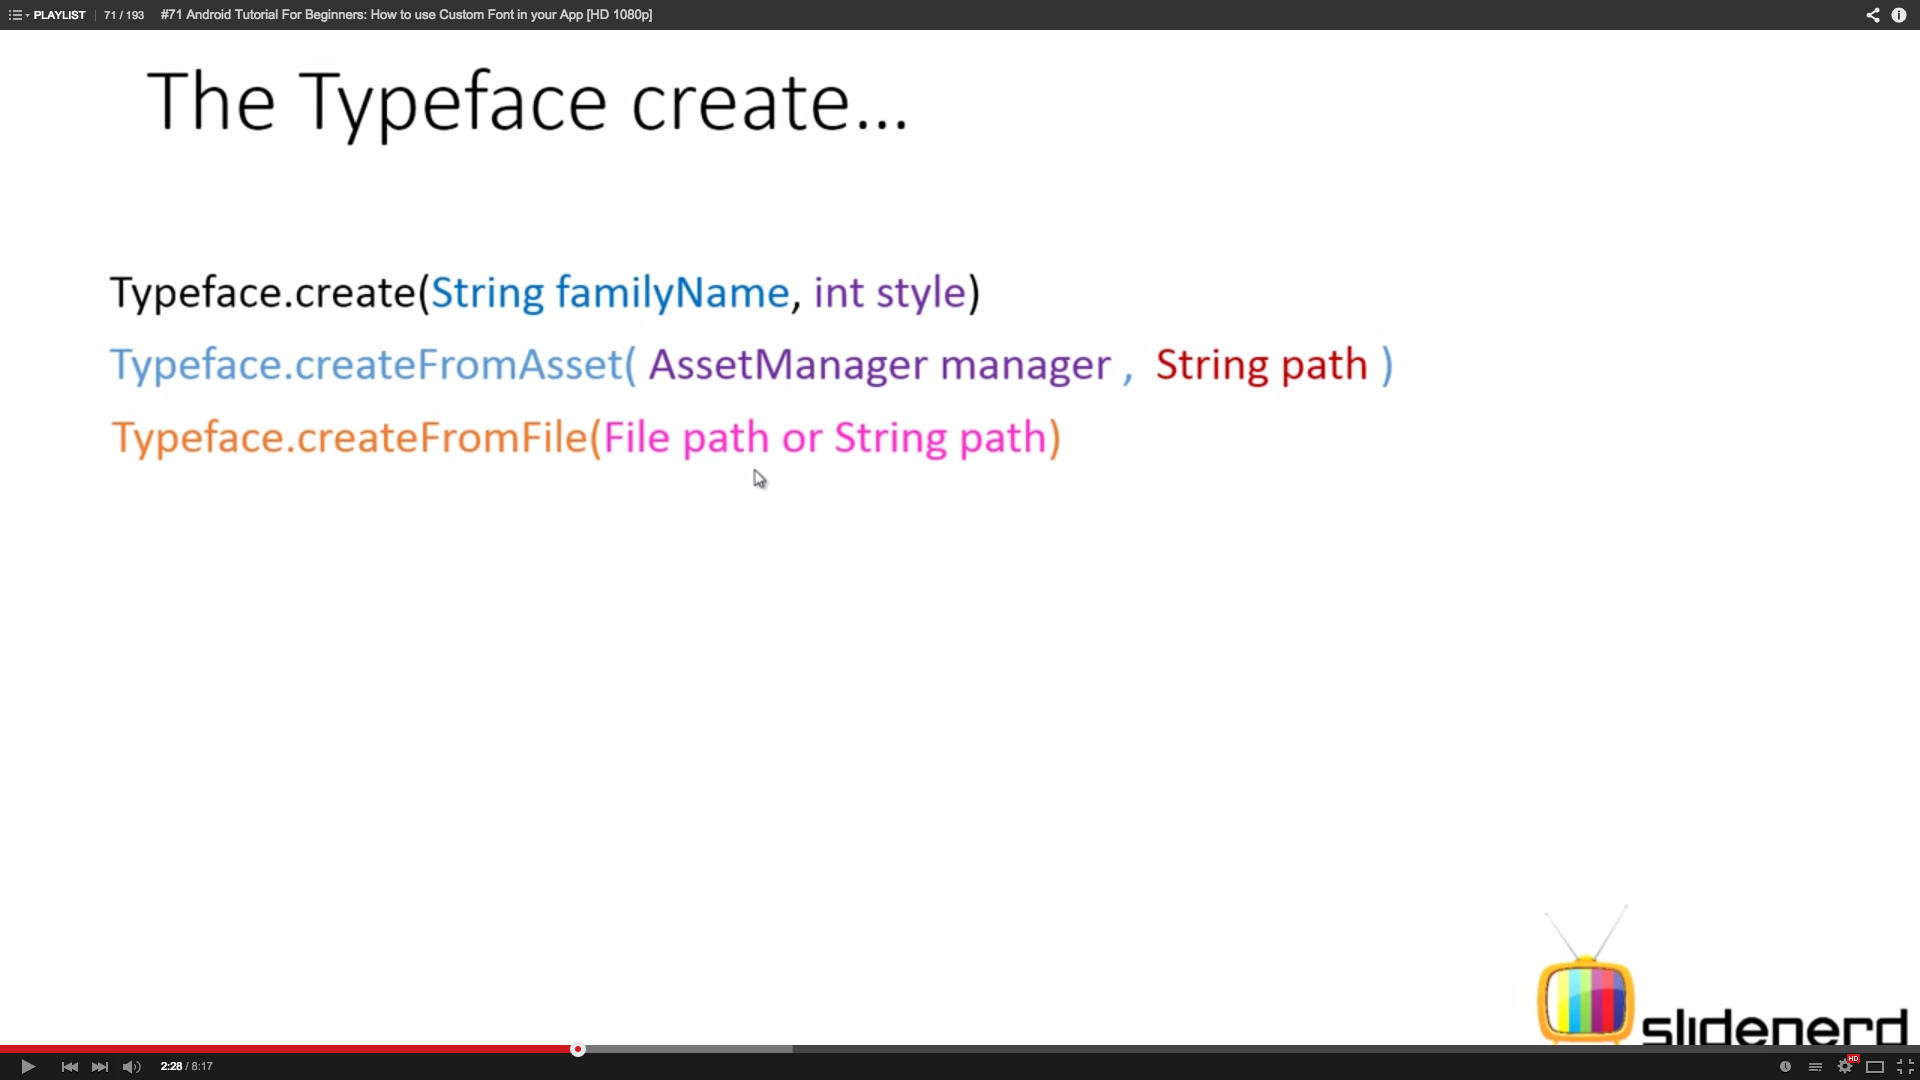 PLAYLIST 71 / 193 #71 Android Tutorial For Beginners: How to use Custom Font in your App [HD 1080p]
The Typeface create...
Typeface.create(String familyName, int style)
Typeface.createFromAsset( AssetManager manager , String path )
Typeface.createFromFile(File path or String path)
slidenerd
2:28 / 8:17
HD